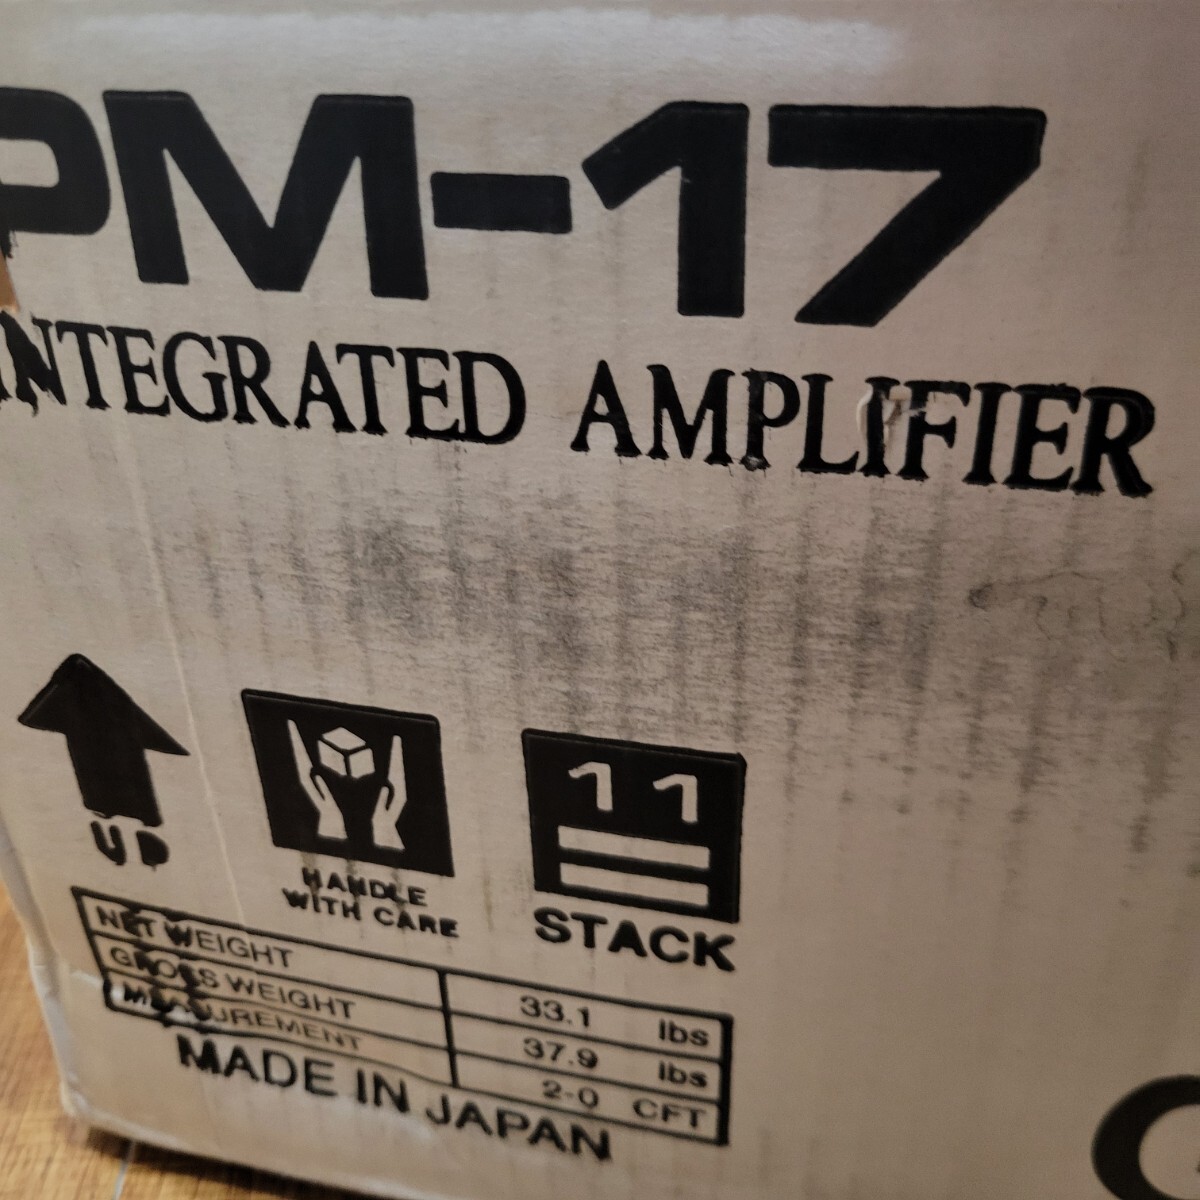 PM-17
INTEGRATED AMPLIFIER
11
UP
HANDLE
WITH CARE
STACK
NET WEIGHT 33.1 lbs
GROSS WEIGHT 37.9 lbs
MEASUREMENT 2-0 CFT
MADE IN JAPAN